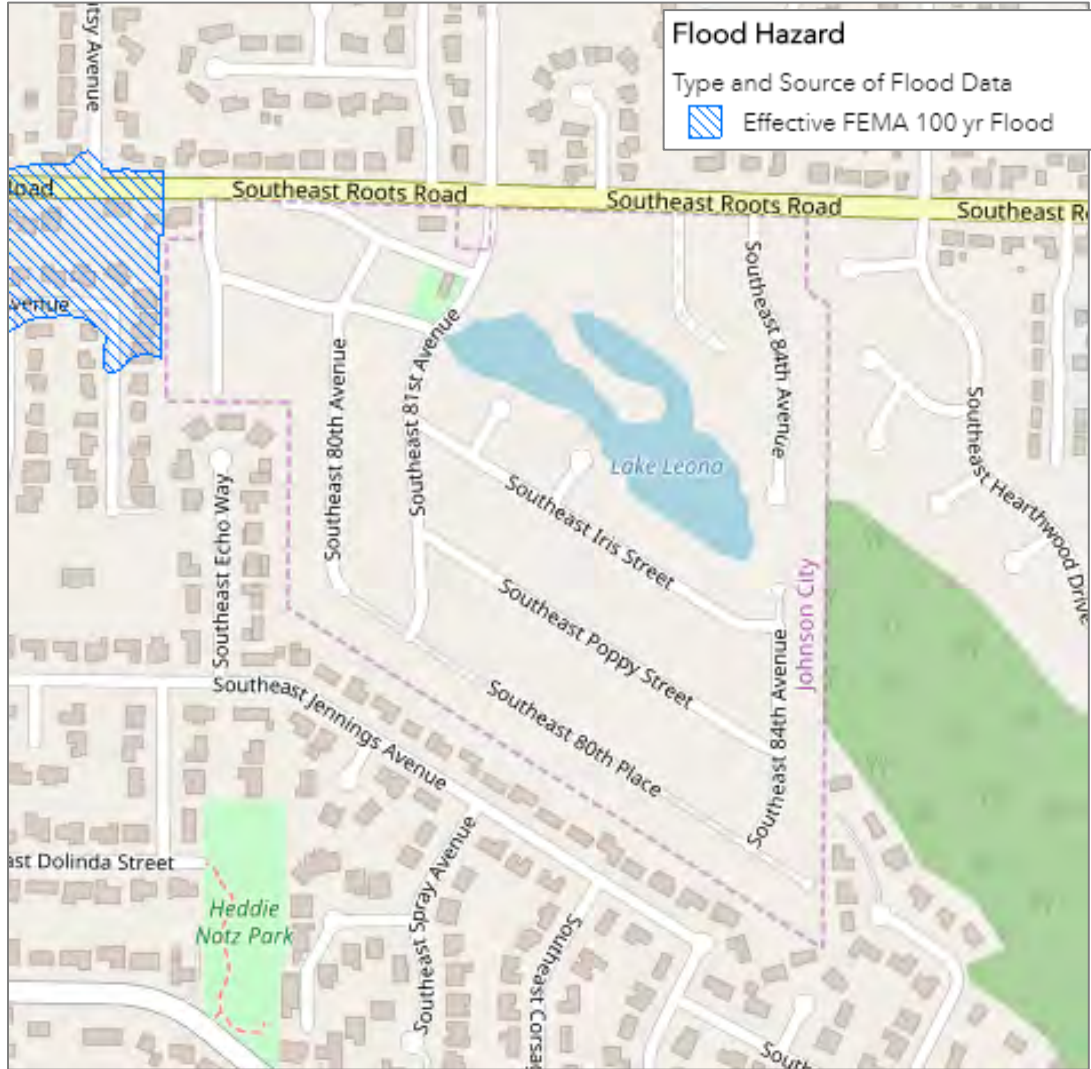 Flood Hazard
Type and Source of Flood Data
Effective FEMA 100 yr Flood
tsy Avenue
Road
Southeast Roots Road
Southeast Roots Road
Southeast Ro
Avenue
Southeast 80th Avenue
Southeast 81st Avenue
Southeast 84th Avenue
Lake Leona
Southeast Hearthwood Drive
Southeast Echo Way
Southeast Iris Street
Johnson City
Southeast Poppy Street
Southeast Jennings Avenue
Southeast 80th Place
Southeast 84th Avenue
ast Dolinda Street
Heddie
Notz Park
Southeast Spray Avenue
Southeast Corsag
South